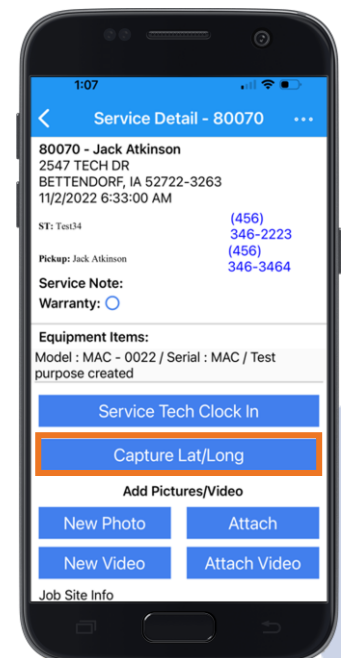 1:07
Service Detail - 80070 ...
80070 - Jack Atkinson
2547 TECH DR
BETTENDORF, IA 52722-3263
11/2/2022 6:33:00 AM
ST: Test34
(456)
346-2223
Pickup: Jack Atkinson
(456)
346-3464
Service Note:
Warranty:
Equipment Items:
Model : MAC - 0022 / Serial : MAC / Test
purpose created
Service Tech Clock In
Capture Lat/Long
Add Pictures/Video
New Photo
Attach
New Video
Attach Video
Job Site Info